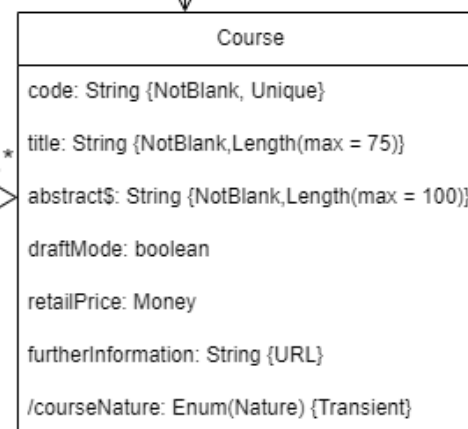 Course
code: String {NotBlank, Unique}
*
title: String {NotBlank,Length(max = 75)}
abstract$: String {NotBlank,Length(max = 100)}
draftMode: boolean
retailPrice: Money
furtherInformation: String {URL}
/courseNature: Enum(Nature) {Transient}